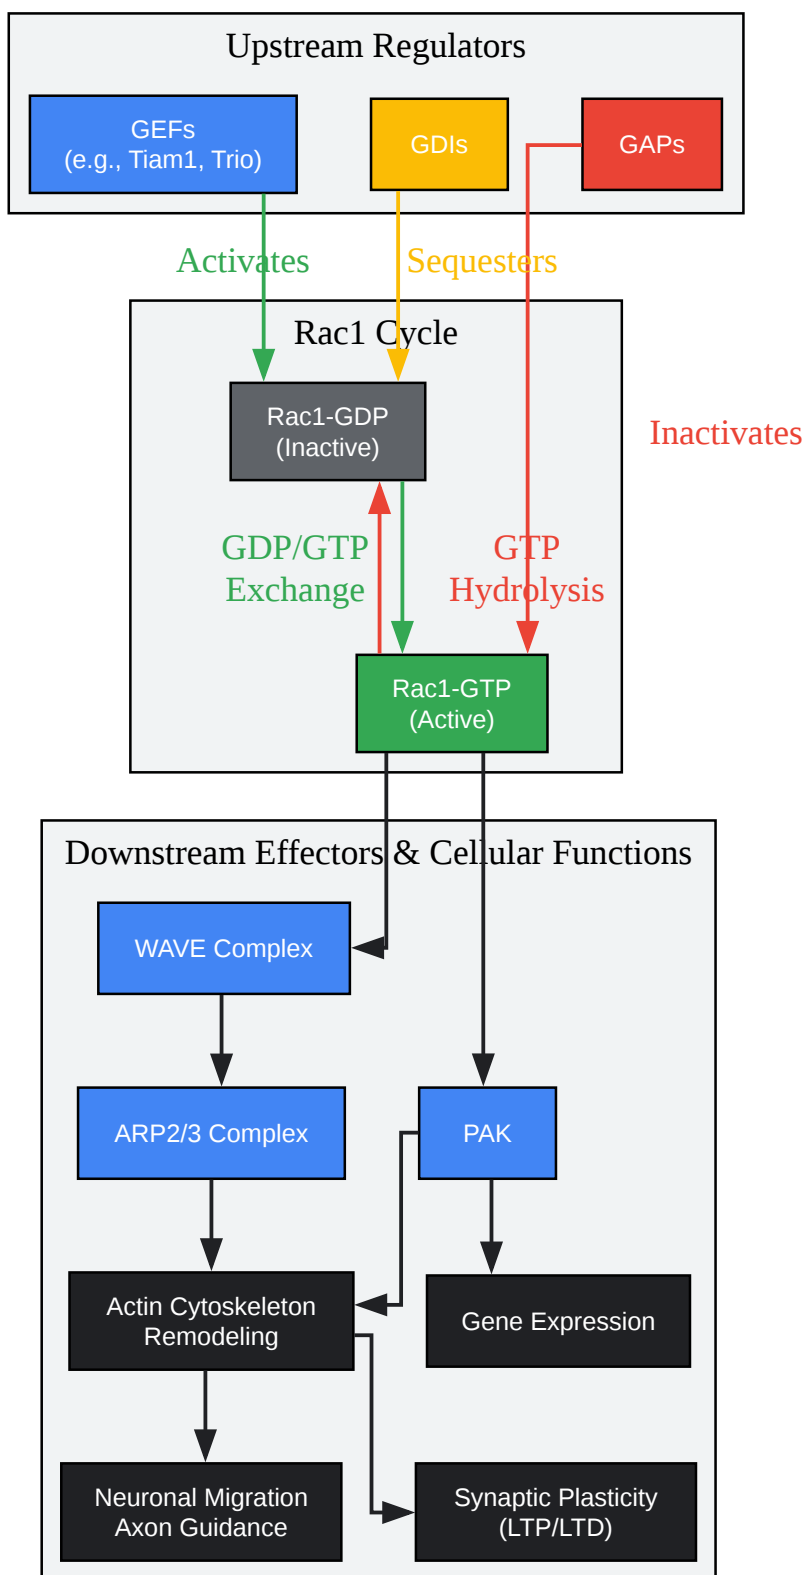 Upstream Regulators
GEFs
(e.g., Tiam1, Trio)
GDIs
GAPs
Activates
Sequesters
Rac1 Cycle
Rac1-GDP
(Inactive)
Inactivates
GDP/GTP
Exchange
GTP
Hydrolysis
Rac1-GTP
(Active)
Downstream Effectors & Cellular Functions
WAVE Complex
ARP2/3 Complex
PAK
Actin Cytoskeleton
Remodeling
Gene Expression
Neuronal Migration
Axon Guidance
Synaptic Plasticity
(LTP/LTD)